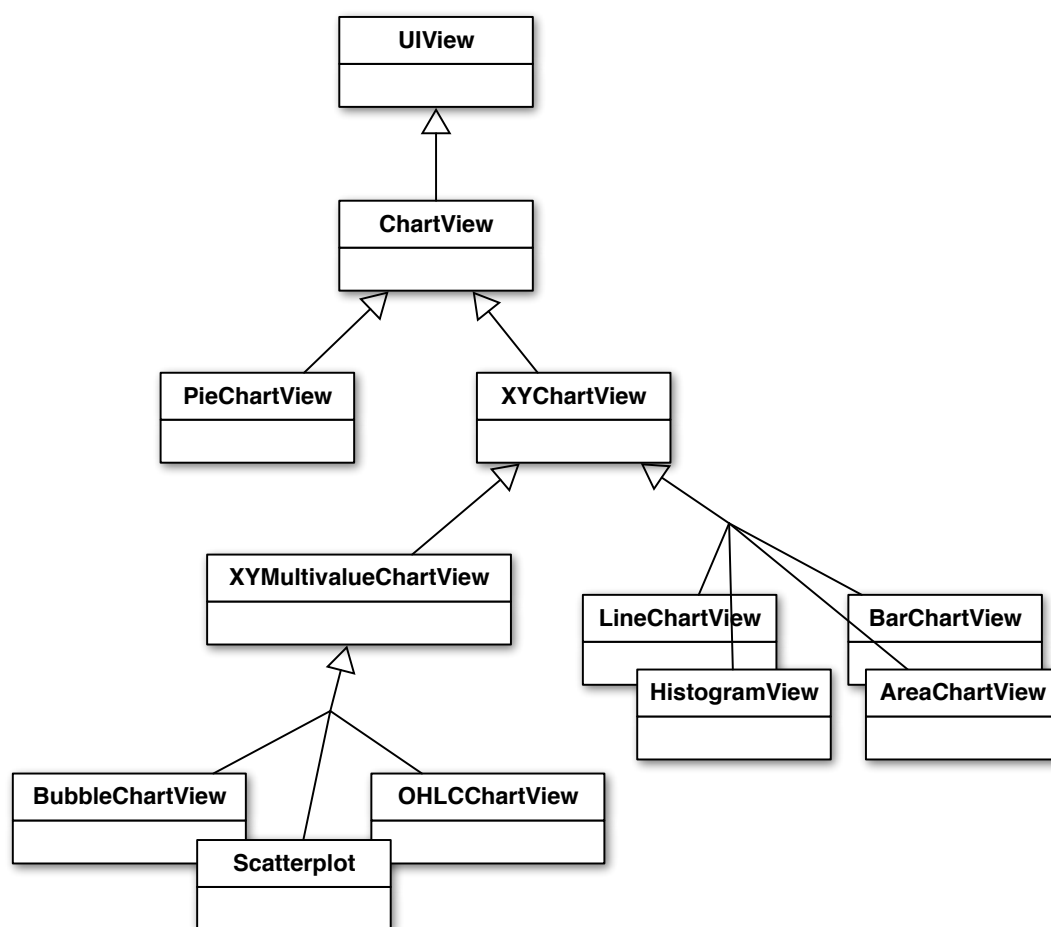 UIView
ChartView
PieChartView
XYChartView
XYMultivalueChartView
LineChartView
BarChartView
HistogramView
AreaChartView
BubbleChartView
OHLCChartView
Scatterplot